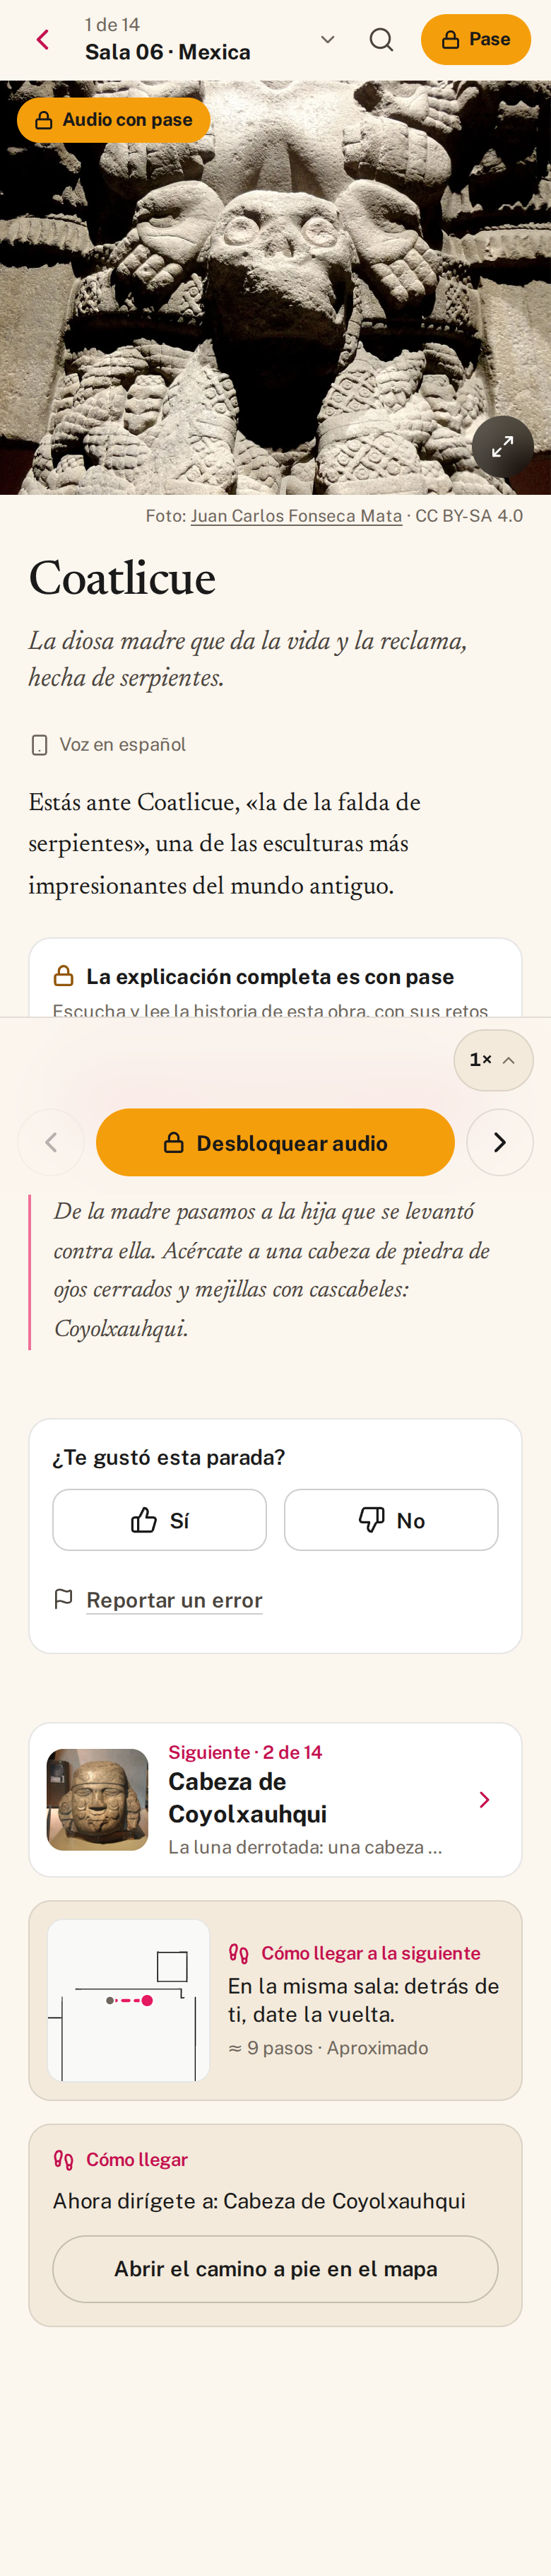 1 de 14
Sala 06 · Mexica
Pase
Audio con pase
Foto: Juan Carlos Fonseca Mata · CC BY-SA 4.0
Coatlicue
La diosa madre que da la vida y la reclama,
hecha de serpientes.
Voz en español
Estás ante Coatlicue, «la de la falda de
serpientes», una de las esculturas más
impresionantes del mundo antiguo.
La explicación completa es con pase
Escucha y lee la historia de esta obra, con sus retos
1×
Desbloquear audio
De la madre pasamos a la hija que se levantó
contra ella. Acércate a una cabeza de piedra de
ojos cerrados y mejillas con cascabeles:
Coyolxauhqui.
¿Te gustó esta parada?
Sí
No
Reportar un error
Siguiente · 2 de 14
Cabeza de
Coyolxauhqui
La luna derrotada: una cabeza ...
Cómo llegar a la siguiente
En la misma sala: detrás de
ti, date la vuelta.
≈ 9 pasos · Aproximado
Cómo llegar
Ahora dirígete a: Cabeza de Coyolxauhqui
Abrir el camino a pie en el mapa